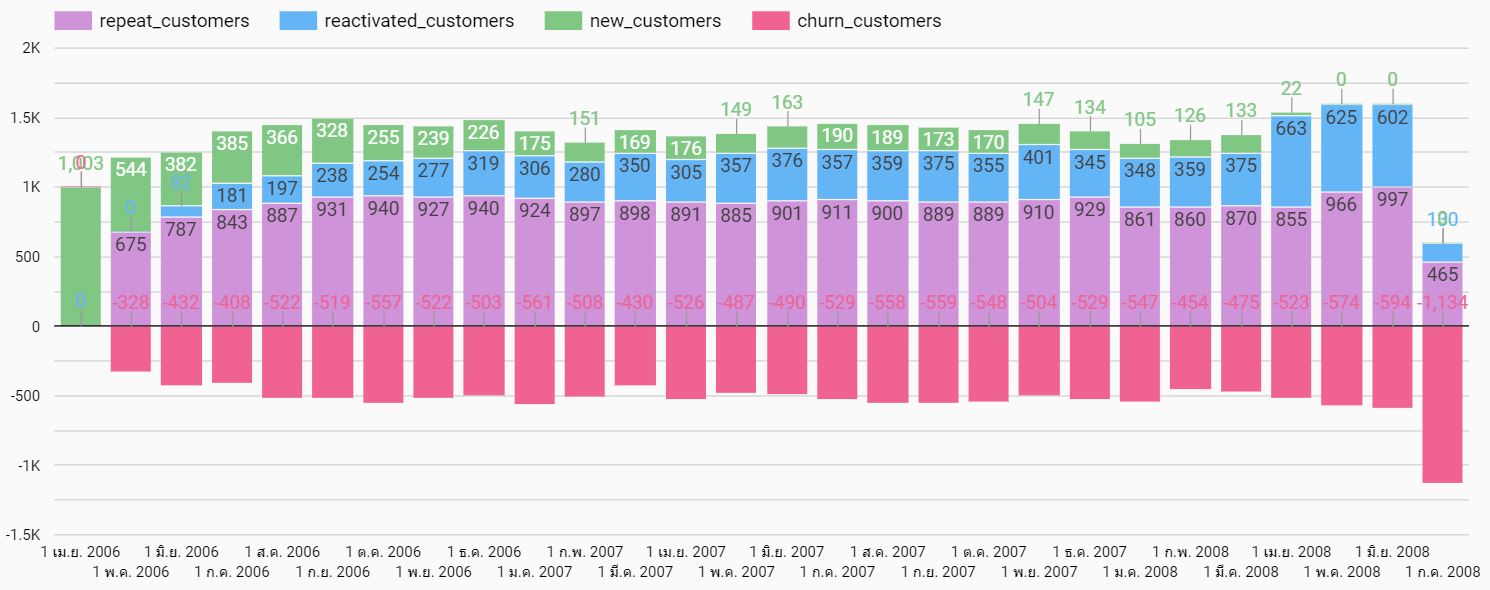 repeat_customers reactivated_customers new_customers churn_customers
2K
1.5K
1K
500
0
-500
-1K
-1.5K
1,003 0 0
544 0 675 -328
382 82 787 -432
385 181 843 -408
366 197 887 -522
328 238 931 -519
255 254 940 -557
239 277 927 -522
226 319 940 -503
175 306 924 -561
151 280 897 -508
169 350 898 -430
176 305 891 -526
149 357 885 -487
163 376 901 -490
190 357 911 -529
189 359 900 -558
173 375 889 -559
170 355 889 -548
147 401 910 -504
134 345 929 -529
105 348 861 -547
126 359 860 -454
133 375 870 -475
22 663 855 -523
0 625 966 -574
0 602 997 -594
465 -1,134
1 เม.ย. 2006 1 มิ.ย. 2006 1 ส.ค. 2006 1 ต.ค. 2006 1 ธ.ค. 2006 1 ก.พ. 2007 1 เม.ย. 2007 1 มิ.ย. 2007 1 ส.ค. 2007 1 ต.ค. 2007 1 ธ.ค. 2007 1 ก.พ. 2008 1 เม.ย. 2008 1 มิ.ย. 2008
1 พ.ค. 2006 1 ก.ค. 2006 1 ก.ย. 2006 1 พ.ย. 2006 1 ม.ค. 2007 1 มี.ค. 2007 1 พ.ค. 2007 1 ก.ค. 2007 1 ก.ย. 2007 1 พ.ย. 2007 1 ม.ค. 2008 1 มี.ค. 2008 1 พ.ค. 2008 1 ก.ค. 2008